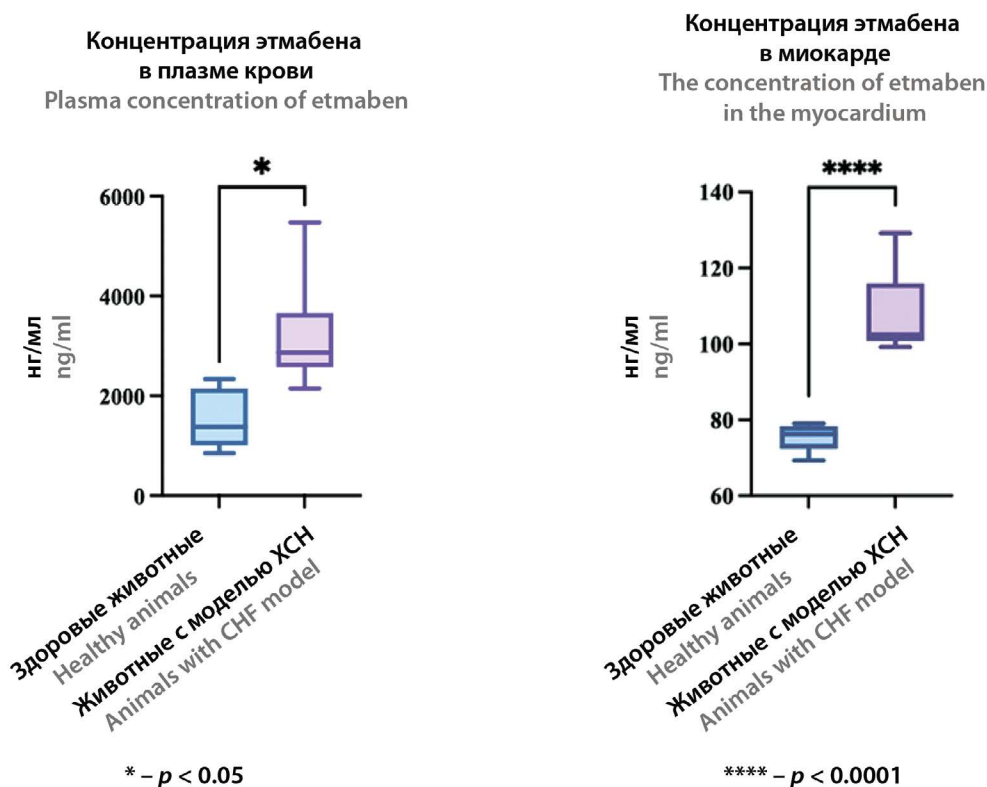 Концентрация этмабена
в плазме крови
Plasma concentration of etmaben
*
6000
4000
2000
0
нг/мл
ng/ml
Здоровые животные
Healthy animals
Животные с моделью ХСН
Animals with CHF model
* – p < 0.05
Концентрация этмабена
в миокарде
The concentration of etmaben
in the myocardium
****
140
120
100
80
60
нг/мл
ng/ml
Здоровые животные
Healthy animals
Животные с моделью ХСН
Animals with CHF model
**** – p < 0.0001